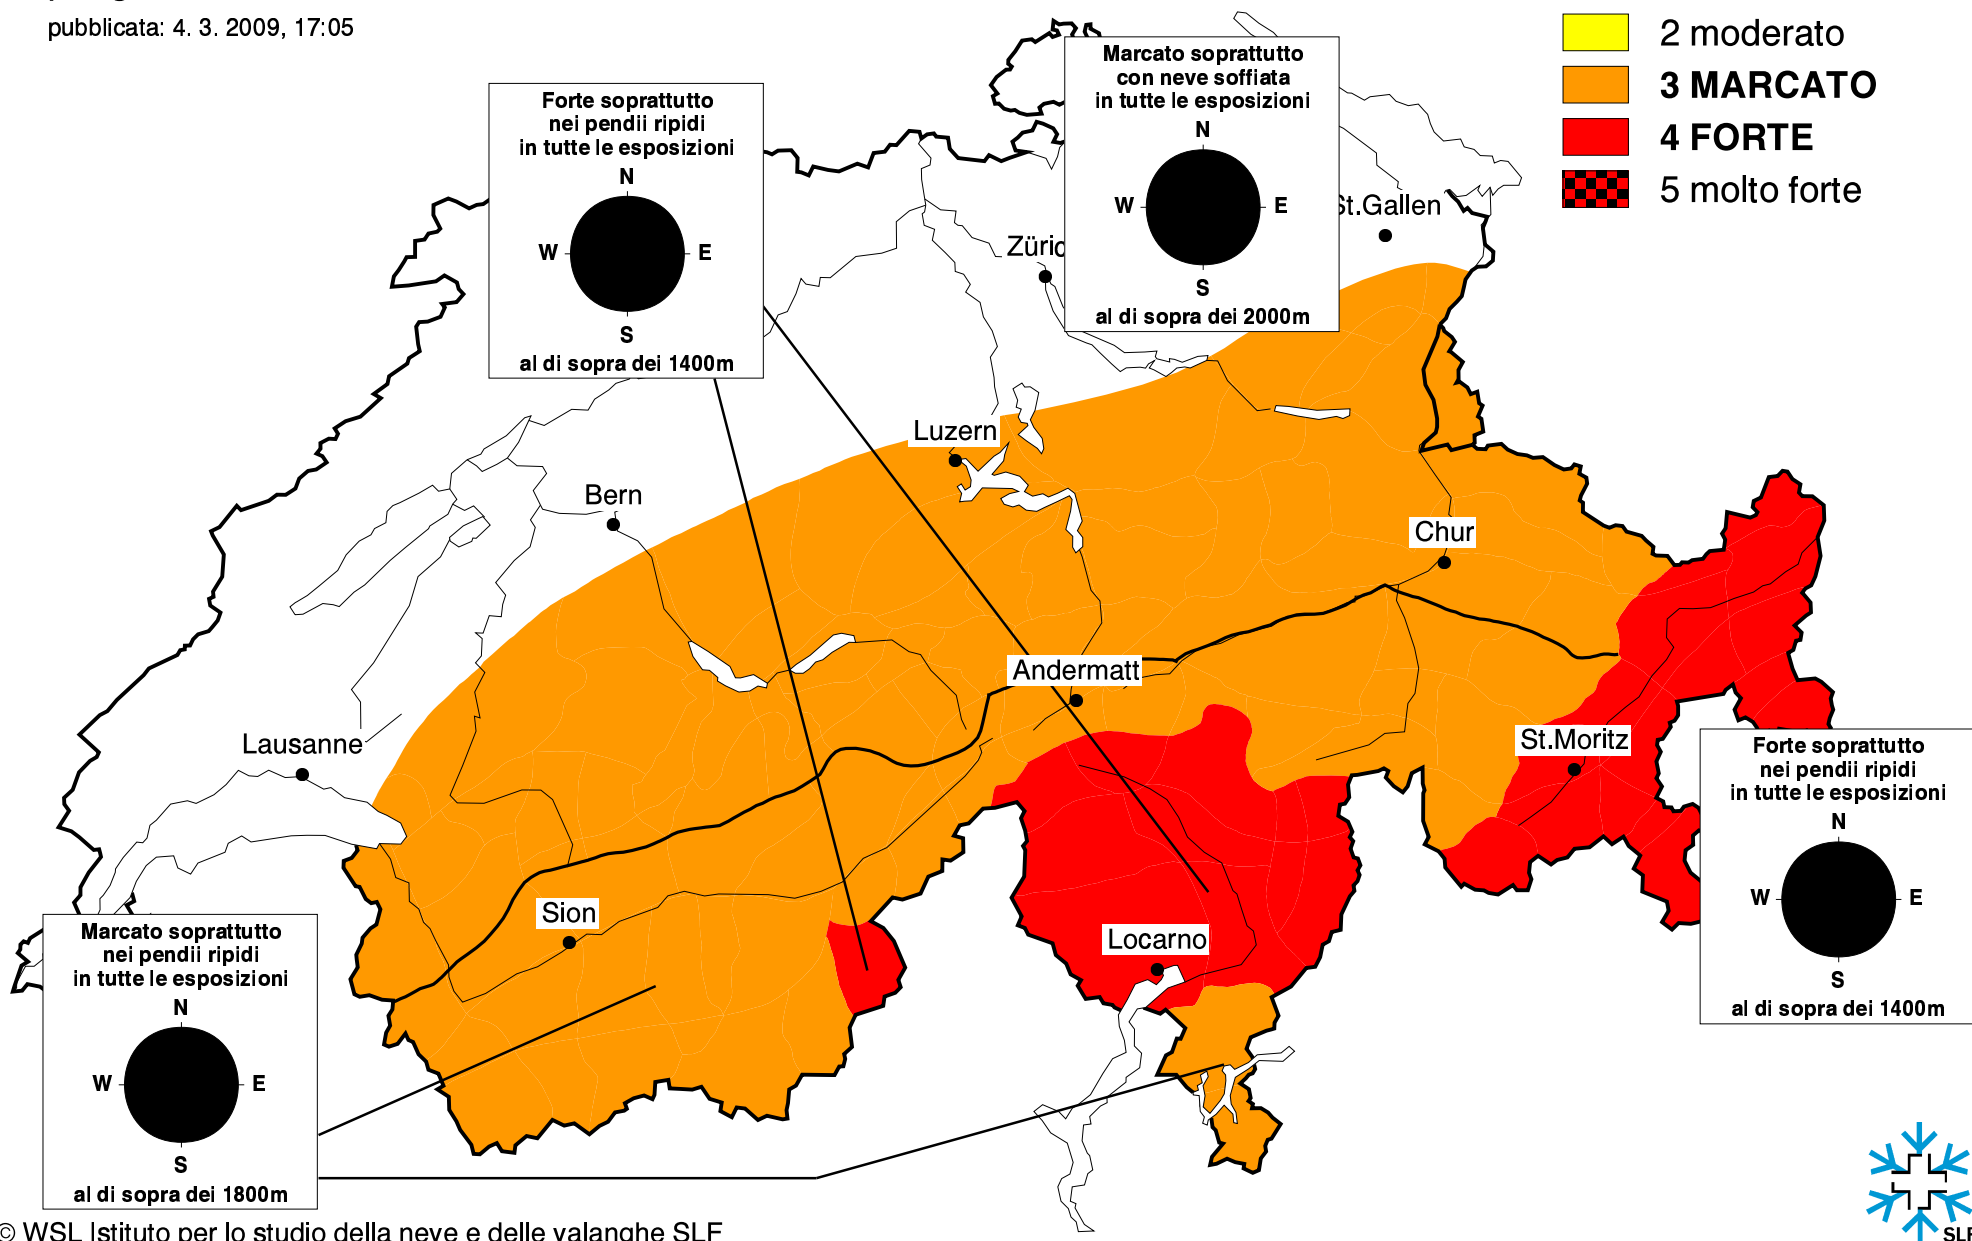 pubblicata: 4. 3. 2009, 17:05
2 moderato
3 MARCATO
4 FORTE
5 molto forte
Marcato soprattutto
con neve soffiata
in tutte le esposizioni
N
W
E
S
al di sopra dei 2000m
Forte soprattutto
nei pendii ripidi
in tutte le esposizioni
N
W
E
S
al di sopra dei 1400m
St.Gallen
Züric
Luzern
Bern
Chur
Andermatt
Lausanne
St.Moritz
Sion
Locarno
Forte soprattutto
nei pendii ripidi
in tutte le esposizioni
N
W
E
S
al di sopra dei 1400m
Marcato soprattutto
nei pendii ripidi
in tutte le esposizioni
N
W
E
S
al di sopra dei 1800m
© WSL Istituto per lo studio della neve e delle valanghe SLF
SLF